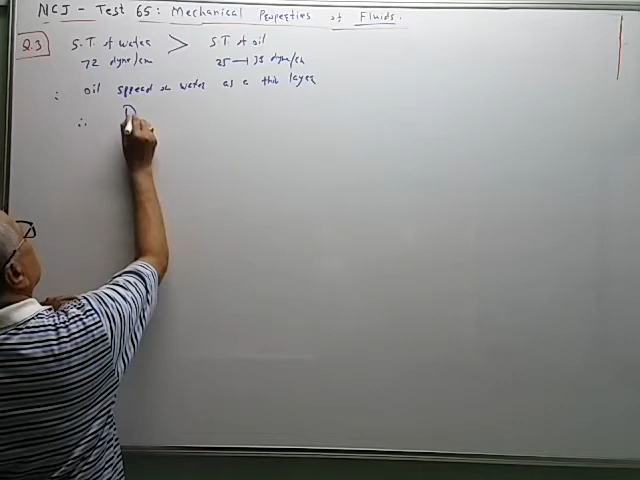 NCJ - Test 65: Mechanical Properties of Fluids.
Q.3 S.T of water > S.T of oil
72 dyne/cm 25 → 35 dyne/cm
∴ oil spread on water as a thin layer
∴ D